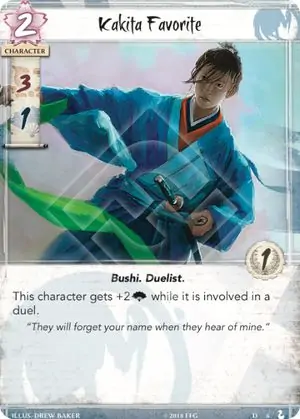 Kakita Favorite
2
CHARACTER
3
1
1
Bushi. Duelist.
This character gets +2 while it is involved in a
duel.
"They will forget your name when they hear of mine."
ILLUS: DREW BAKER
© 2018 FFG
D